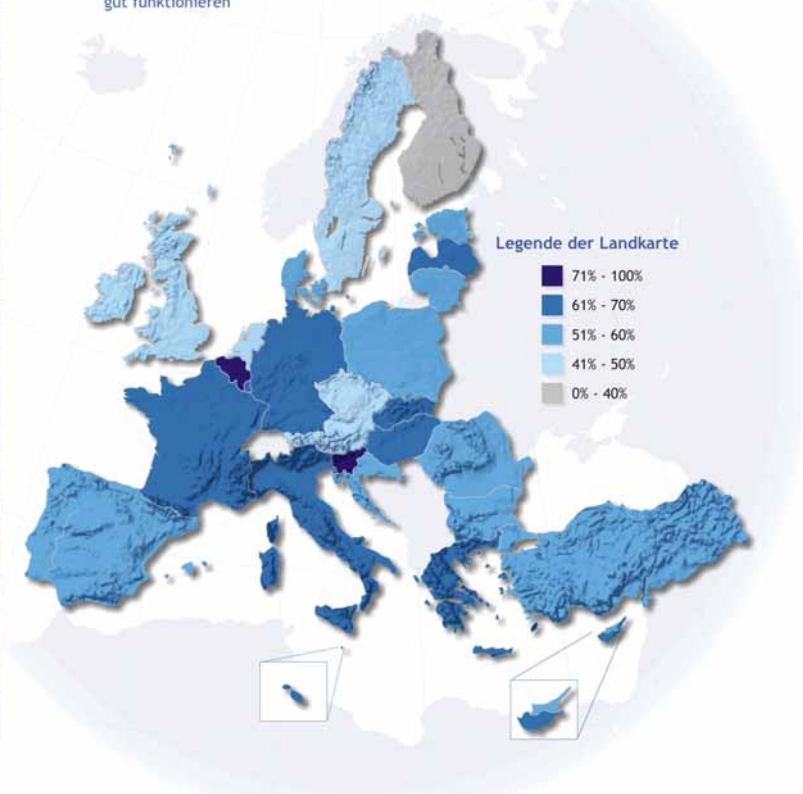 gut funktionieren
Legende der Landkarte
71% - 100%
61% - 70%
51% - 60%
41% - 50%
0% - 40%